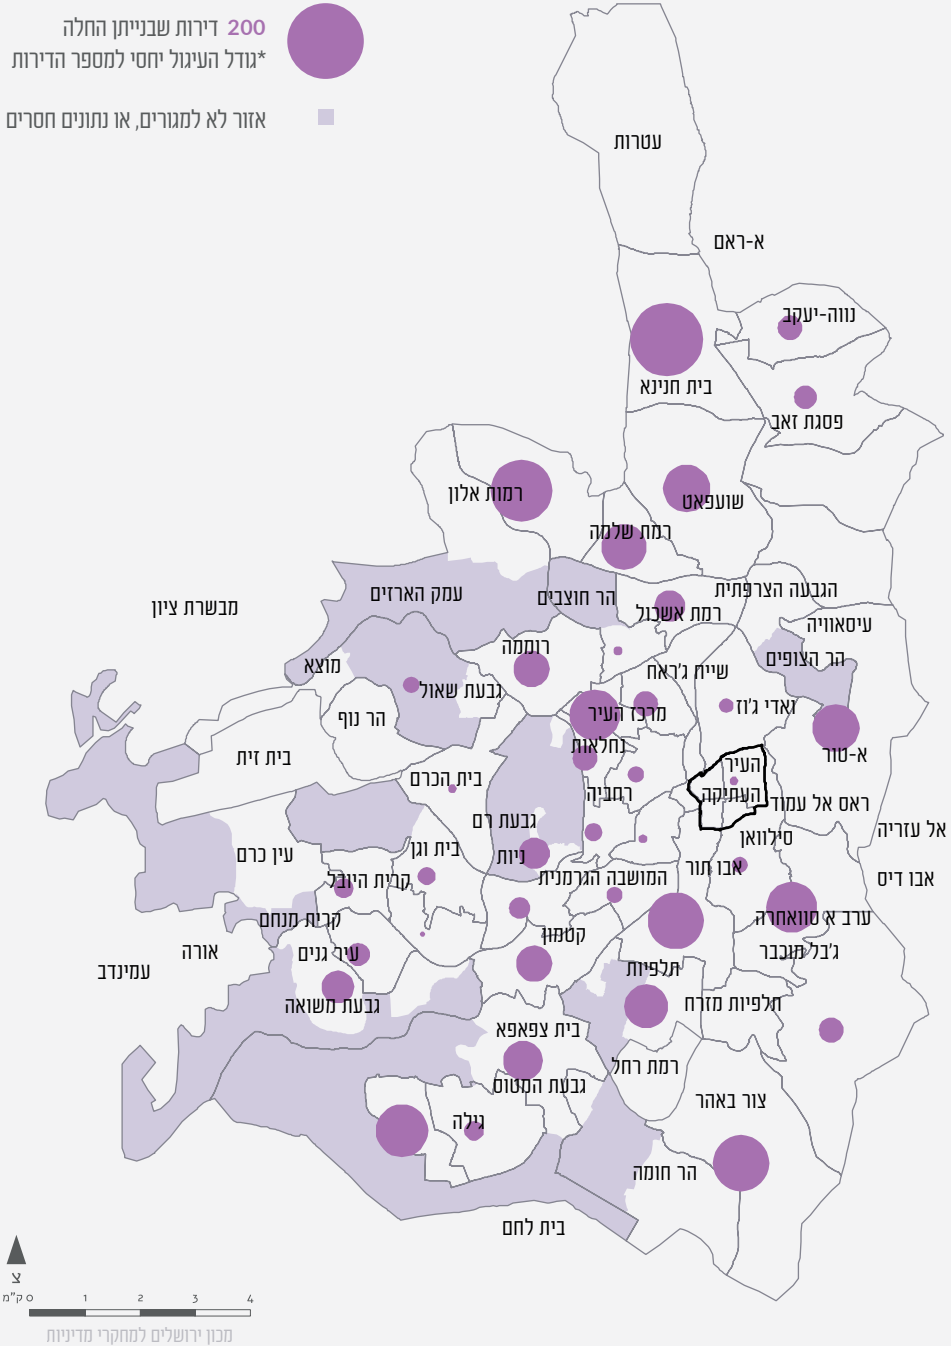 200 דירות שבנייתן החלה
*גודל העיגול יחסי למספר הדירות
אזור לא למגורים, או נתונים חסרים
עטרות
א-ראם
נווה-יעקב
בית חנינא
פסגת זאב
רמות אלון
שועפאט
רמת שלמה
הגבעה הצרפתית
עמק הארזים
הר חוצבים
מבשרת ציון
רמת אשכול
עיסאוויה
רוממה
הר הצופים
מוצא
שייח ג'ראח
גבעת שאול
הר נוף
מרכז העיר
ואדי ג'וז
נחלאות
א-טור
בית זית
העיר
העתיקה
בית הכרם
רחביה
ראס אל עמוד
גבעת רם
אל עזריה
סילוואן
בית וגן
ניות
עין כרם
אבו תור
המושבה הגרמנית
אבו דיס
קרית היובל
קרית מנחם
ערב א סוואחרה
קטמון
אורה
עיר גנים
ג'בל מוכבר
עמינדב
תלפיות
גבעת משואה
תלפיות מזרח
בית צפאפא
רמת רחל
גבעת המטוס
צור באהר
גילה
הר חומה
בית לחם
צ
0 ק"מ 1 2 3 4
מכון ירושלים למחקרי מדיניות